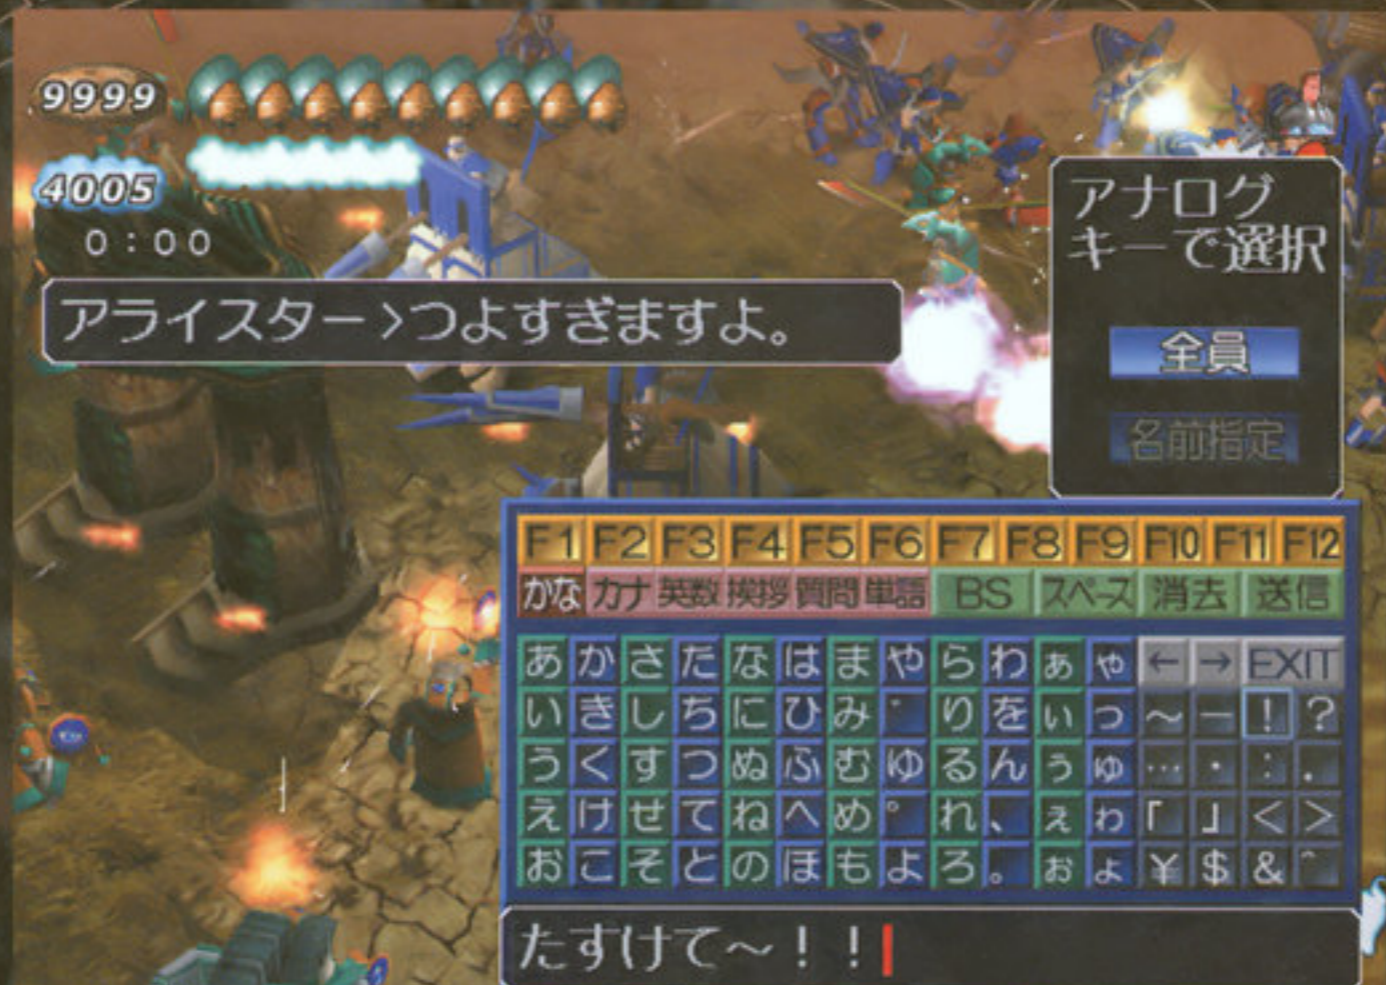 9999
4005
0:00
アライスター>つよすぎますよ。
アナログ
キーで選択
全員
名前指定
F1 F2 F3 F4 F5 F6 F7 F8 F9 F10 F11 F12
かな カナ 英数 挨拶 質問 単語 BS スペース 消去 送信
あ か さ た な は ま や ら わ ぁ ゃ ← → EXIT
い き し ち に ひ み ゛ り を ぃ っ ～ ー ! ?
う く す つ ぬ ふ む ゆ る ん ぅ ゅ … ・ : .
え け せ て ね へ め ゜ れ 、 ぇ ゎ 「 」 < >
お こ そ と の ほ も よ ろ 。 ぉ ょ ¥ $ & ^
たすけて～！！